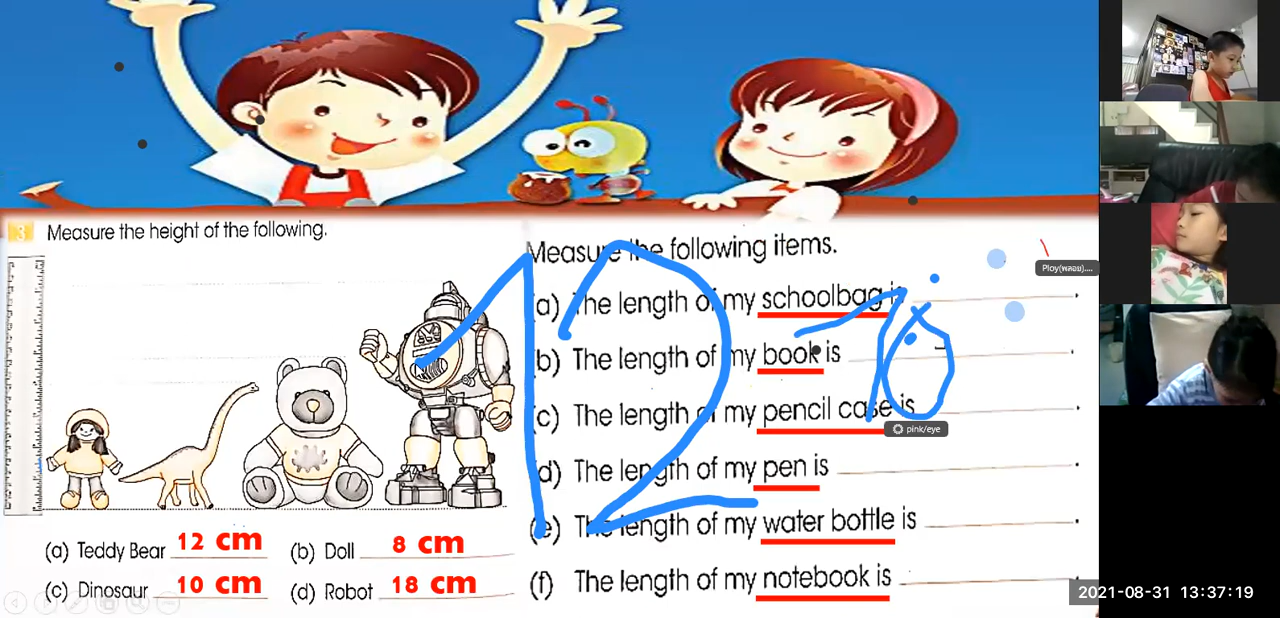 3 Measure the height of the following.
(a) Teddy Bear 12 cm (b) Doll 8 cm
(c) Dinosaur 10 cm (d) Robot 18 cm
Measure the following items.
(a) The length of my schoolbag is .
(b) The length of my book is .
(c) The length of my pencil case is .
(d) The length of my pen is .
(e) The length of my water bottle is .
(f) The length of my notebook is .
12
10
Ploy(พลอย)....
pink/eye
2021-08-31 13:37:19